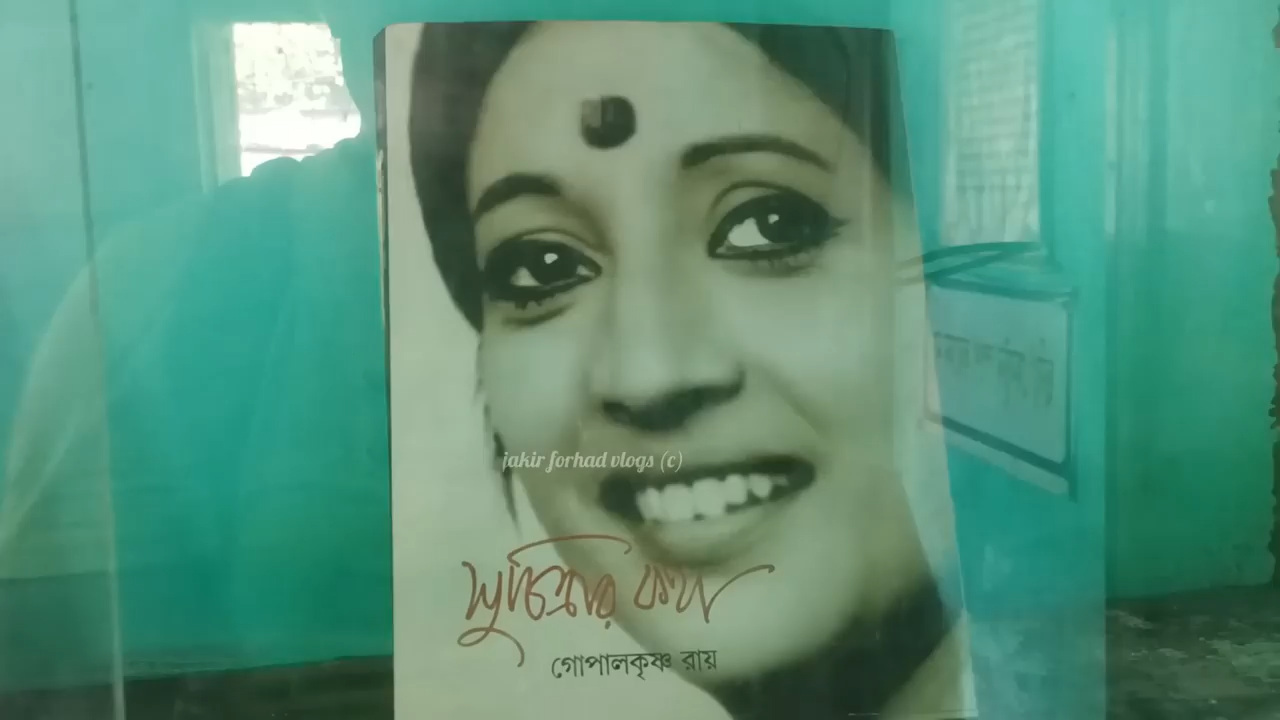 jakir forhad vlogs (c)
সুচিত্রার কথা
গোপালকৃষ্ণ রায়